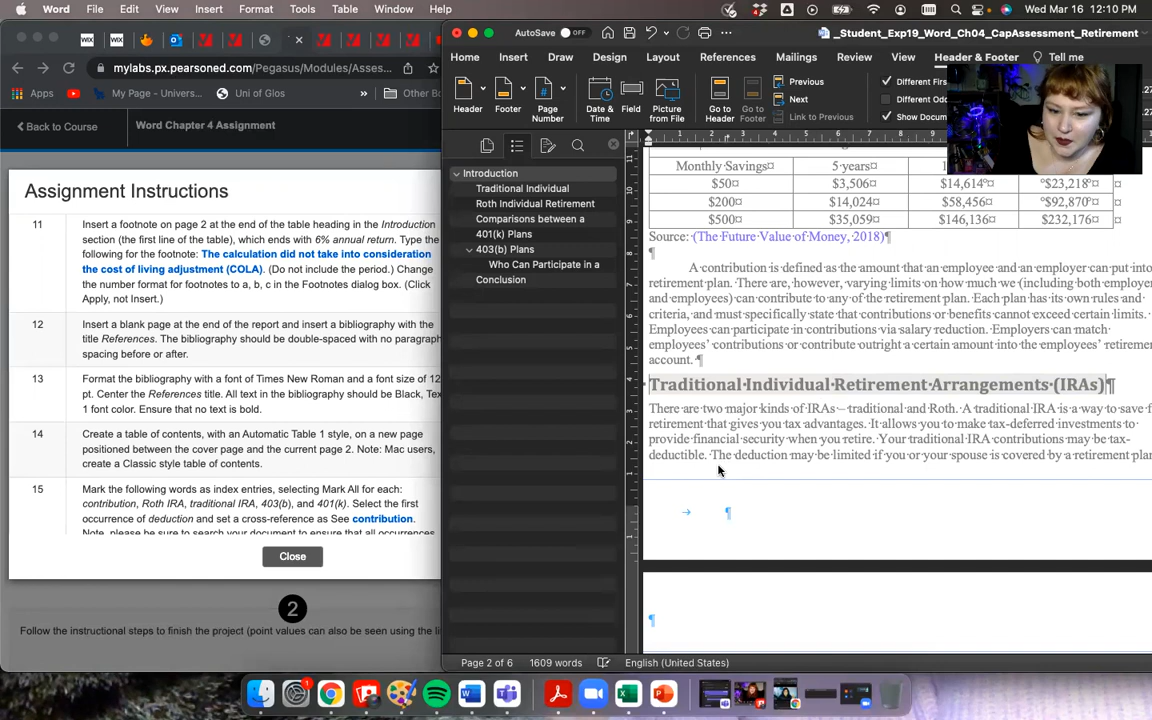 Word File Edit View Insert Format Tools Table Window Help Wed Mar 16 12:10 PM
AutoSave OFF _Student_Exp19_Word_Ch04_CapAssessment_Retirement
mylabs.px.pearsoned.com/Pegasus/Modules/Asses...
Apps My Page - Univers... Uni of Glos » Other Bo
Home Insert Draw Design Layout References Mailings Review View Header & Footer Tell me
Header Footer Page Number Date & Time Field Picture from File Go to Header Go to Footer
Previous
Next
Link to Previous
Different Firs
Different Odd
Show Docum
Back to Course Word Chapter 4 Assignment
Assignment Instructions
11 Insert a footnote on page 2 at the end of the table heading in the Introduction
section (the first line of the table), which ends with 6% annual return. Type the
following for the footnote: The calculation did not take into consideration
the cost of living adjustment (COLA). (Do not include the period.) Change
the number format for footnotes to a, b, c in the Footnotes dialog box. (Click
Apply, not Insert.)
12 Insert a blank page at the end of the report and insert a bibliography with the
title References. The bibliography should be double-spaced with no paragraph
spacing before or after.
13 Format the bibliography with a font of Times New Roman and a font size of 12
pt. Center the References title. All text in the bibliography should be Black, Text
1 font color. Ensure that no text is bold.
14 Create a table of contents, with an Automatic Table 1 style, on a new page
positioned between the cover page and the current page 2. Note: Mac users,
create a Classic style table of contents.
15 Mark the following words as index entries, selecting Mark All for each:
contribution, Roth IRA, traditional IRA, 403(b), and 401(k). Select the first
occurrence of deduction and set a cross-reference as See contribution.
Note, please be sure to search your document to ensure that all occurrences
Close
2
Follow the instructional steps to finish the project (point values can also be seen using the li
Introduction
Traditional Individual
Roth Individual Retirement
Comparisons between a
401(k) Plans
403(b) Plans
Who Can Participate in a
Conclusion
Monthly Savings 5 years
$50 $3,506 $14,614 $23,218
$200 $14,024 $58,456 $92,870
$500 $35,059 $146,136 $232,176
Source: (The Future Value of Money, 2018)¶
¶
A contribution is defined as the amount that an employee and an employer can put into
retirement plan. There are, however, varying limits on how much we (including both employer
and employees) can contribute to any of the retirement plan. Each plan has its own rules and
criteria, and must specifically state that contributions or benefits cannot exceed certain limits.
Employees can participate in contributions via salary reduction. Employers can match
employees' contributions or contribute outright a certain amount into the employees' retireme
account. ¶
Traditional Individual Retirement Arrangements (IRAs)¶
There are two major kinds of IRAs – traditional and Roth. A traditional IRA is a way to save f
retirement that gives you tax advantages. It allows you to make tax-deferred investments to
provide financial security when you retire. Your traditional IRA contributions may be tax-
deductible. The deduction may be limited if you or your spouse is covered by a retirement plan
→ ¶
¶
Page 2 of 6 1609 words English (United States)